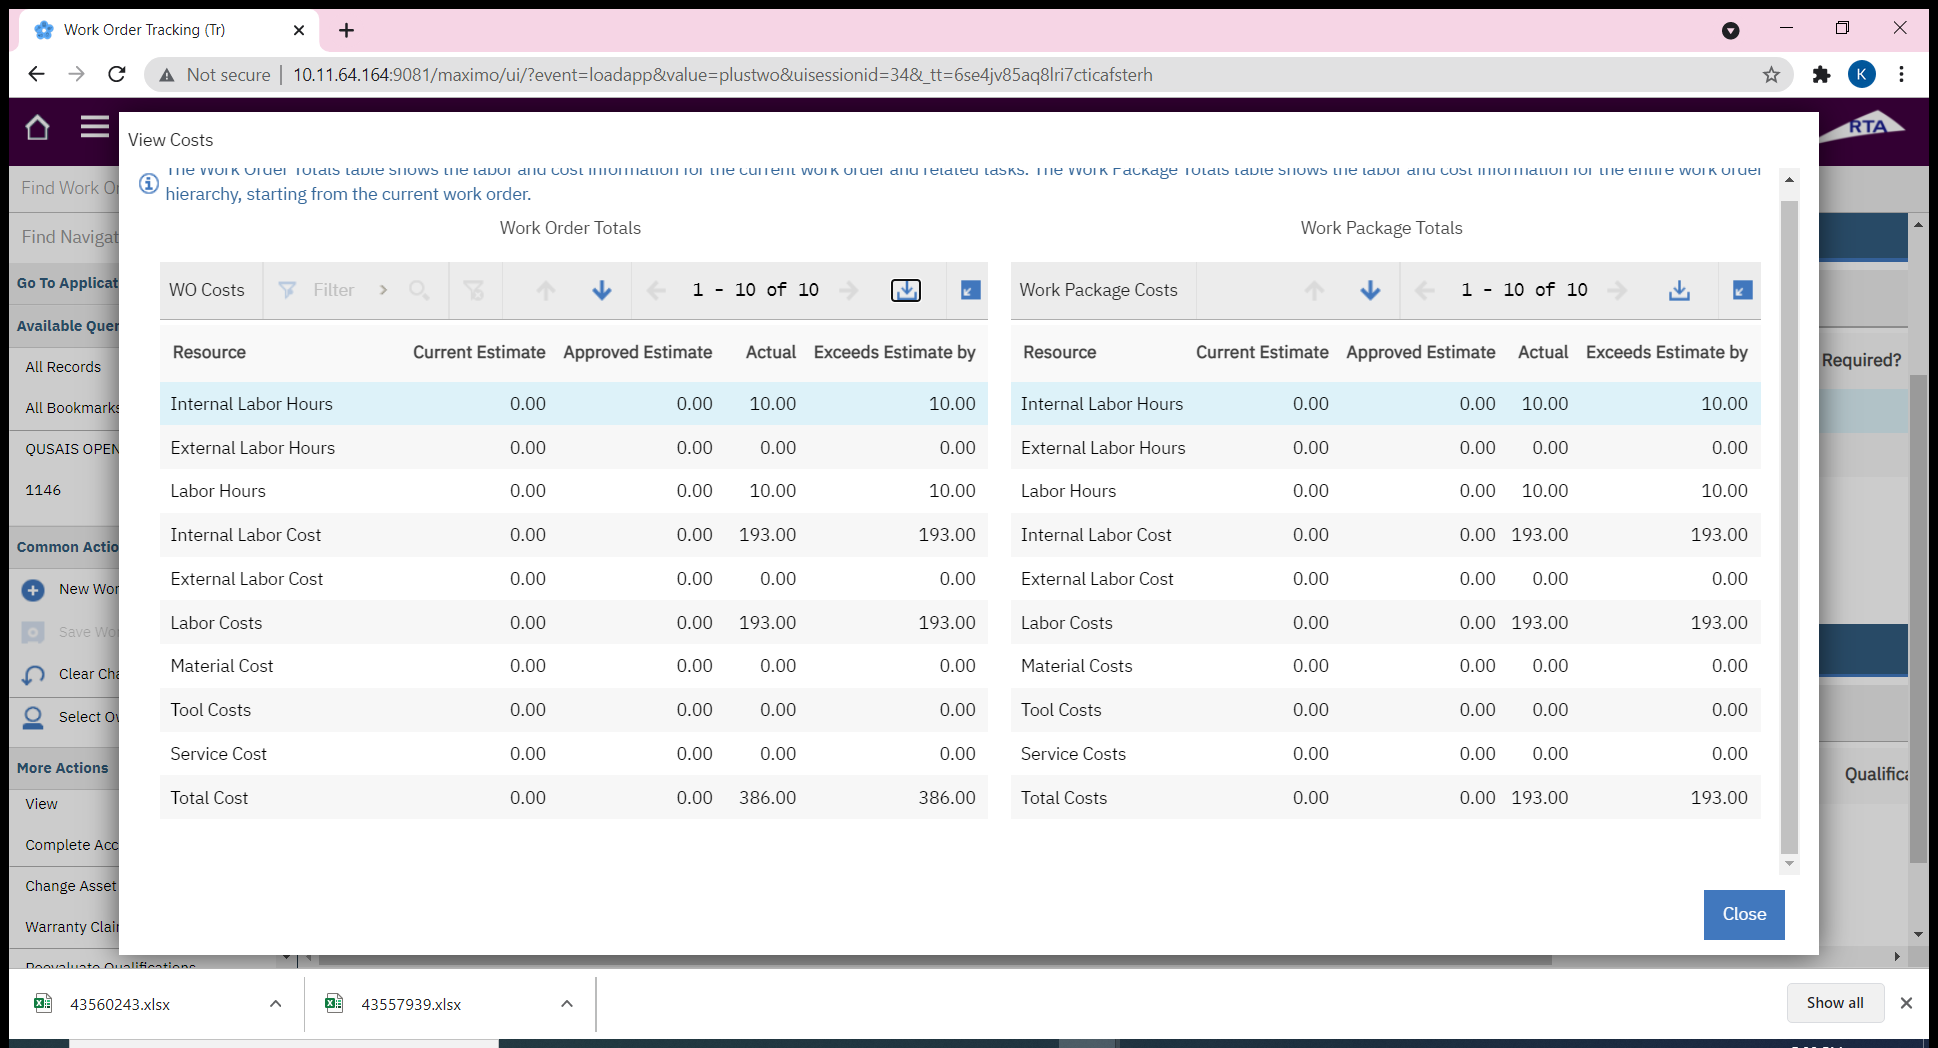 Work Order Tracking (Tr)
Not secure | 10.11.64.164:9081/maximo/ui/?event=loadapp&value=plustwo&uisessionid=34&_tt=6se4jv85aq8lri7cticafsterh
K
RTA
View Costs
The Work Order Totals table shows the labor and cost information for the current work order and related tasks. The Work Package Totals table shows the labor and cost information for the entire work order
hierarchy, starting from the current work order.
Work Order Totals
Work Package Totals
WO Costs Filter 1 - 10 of 10
Work Package Costs 1 - 10 of 10
Resource Current Estimate Approved Estimate Actual Exceeds Estimate by
Internal Labor Hours 0.00 0.00 10.00 10.00
External Labor Hours 0.00 0.00 0.00 0.00
Labor Hours 0.00 0.00 10.00 10.00
Internal Labor Cost 0.00 0.00 193.00 193.00
External Labor Cost 0.00 0.00 0.00 0.00
Labor Costs 0.00 0.00 193.00 193.00
Material Cost 0.00 0.00 0.00 0.00
Tool Costs 0.00 0.00 0.00 0.00
Service Cost 0.00 0.00 0.00 0.00
Total Cost 0.00 0.00 386.00 386.00
Resource Current Estimate Approved Estimate Actual Exceeds Estimate by
Internal Labor Hours 0.00 0.00 10.00 10.00
External Labor Hours 0.00 0.00 0.00 0.00
Labor Hours 0.00 0.00 10.00 10.00
Internal Labor Cost 0.00 0.00 193.00 193.00
External Labor Cost 0.00 0.00 0.00 0.00
Labor Costs 0.00 0.00 193.00 193.00
Material Costs 0.00 0.00 0.00 0.00
Tool Costs 0.00 0.00 0.00 0.00
Service Costs 0.00 0.00 0.00 0.00
Total Costs 0.00 0.00 193.00 193.00
Close
Find Work O
Find Navigat
Go To Applicat
Available Quer
All Records
All Bookmarks
QUSAIS OPEN
1146
Common Actio
New Wor
Save Wo
Clear Cha
Select Ow
More Actions
View
Complete Acc
Change Asset
Warranty Clai
Reevaluate Qualifications
Required?
Qualifica
43560243.xlsx
43557939.xlsx
Show all